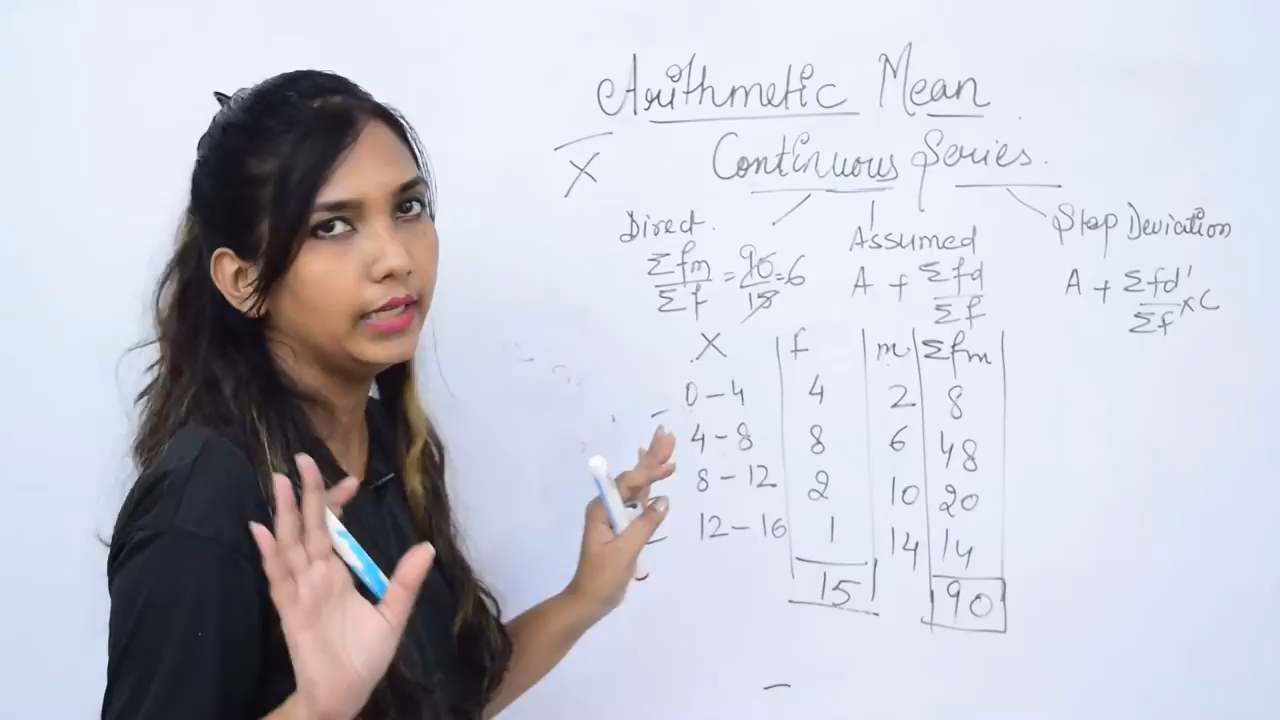 Arithmetic Mean
X̄ Continuous Series.
Direct. Assumed Step Deviation
Σfm/Σf = 90/15 = 6 A + Σfd/Σf A + Σfd'/Σf × C
X f m Σfm
0-4 4 2 8
4-8 8 6 48
8-12 2 10 20
12-16 1 14 14
15 90